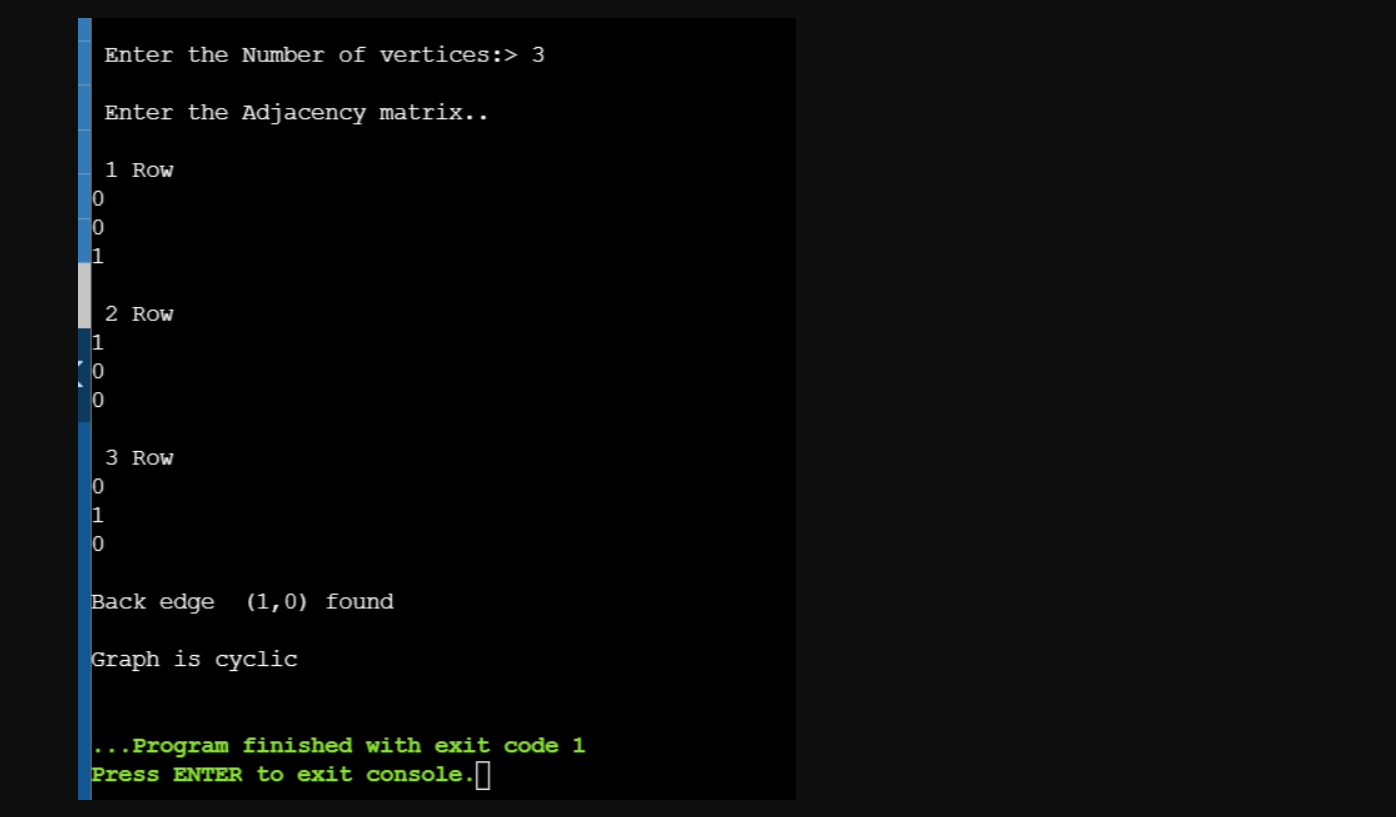 Enter the Number of vertices:> 3
Enter the Adjacency matrix..
1 Row
0
0
1
2 Row
1
0
0
3 Row
0
1
0
Back edge  (1,0) found
Graph is cyclic
...Program finished with exit code 1
Press ENTER to exit console.